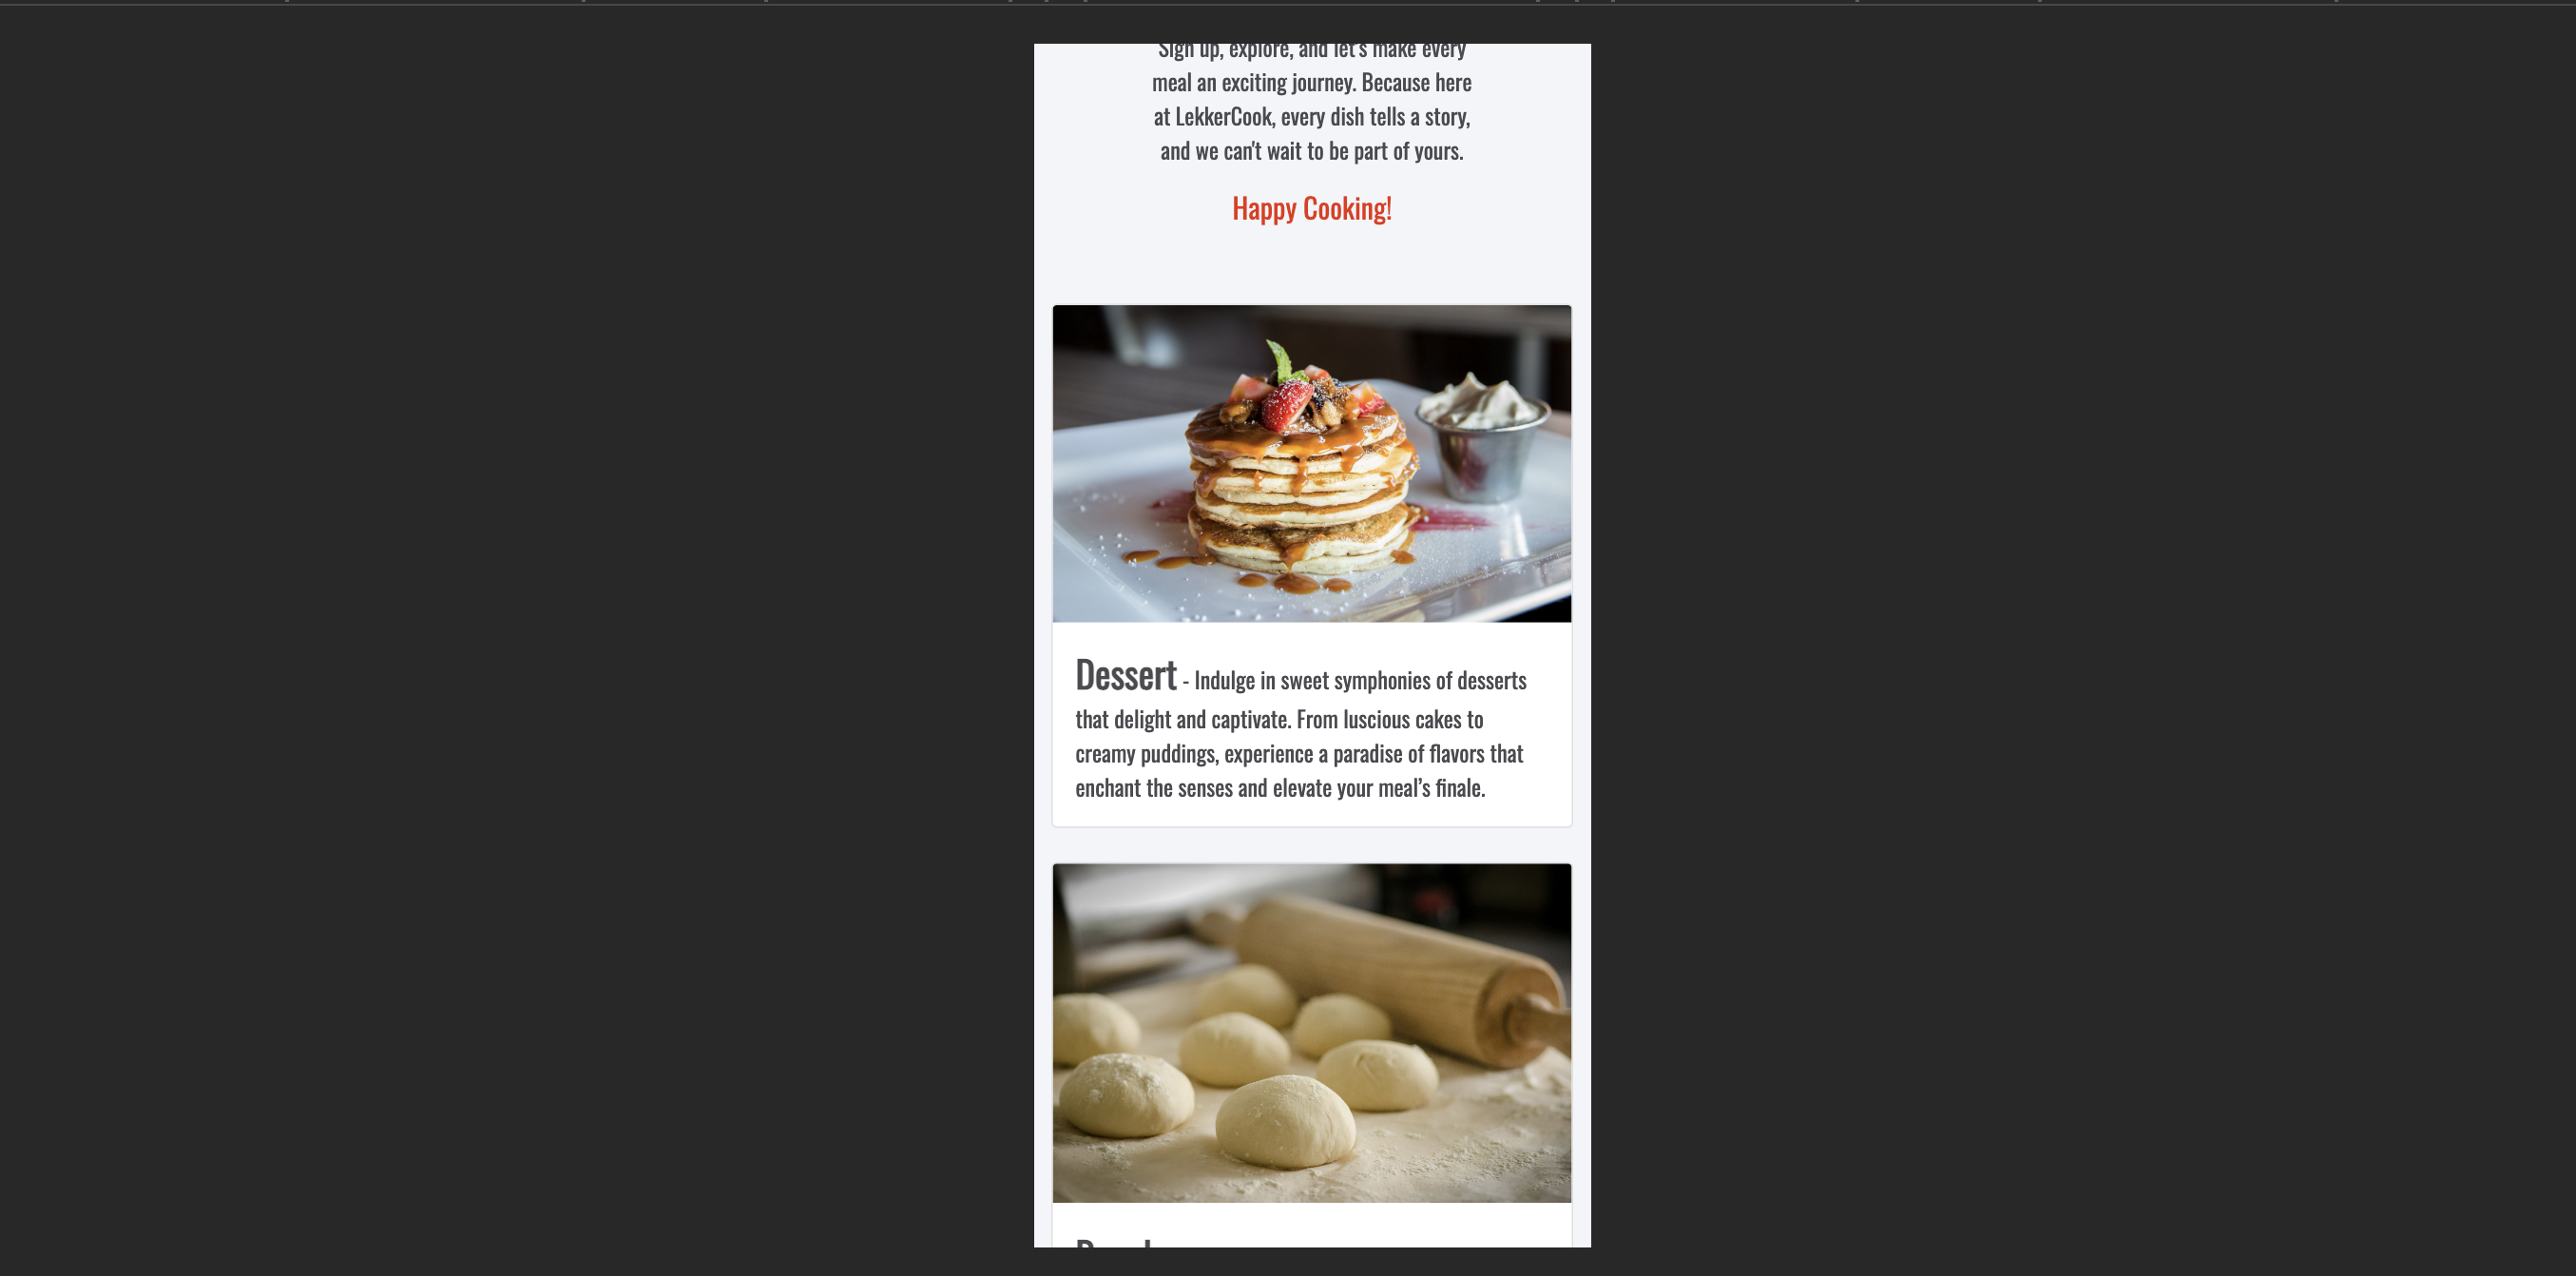 Sign up, explore, and let's make every
meal an exciting journey. Because here
at LekkerCook, every dish tells a story,
and we can't wait to be part of yours.
Happy Cooking!
Dessert - Indulge in sweet symphonies of desserts
that delight and captivate. From luscious cakes to
creamy puddings, experience a paradise of flavors that
enchant the senses and elevate your meal’s finale.